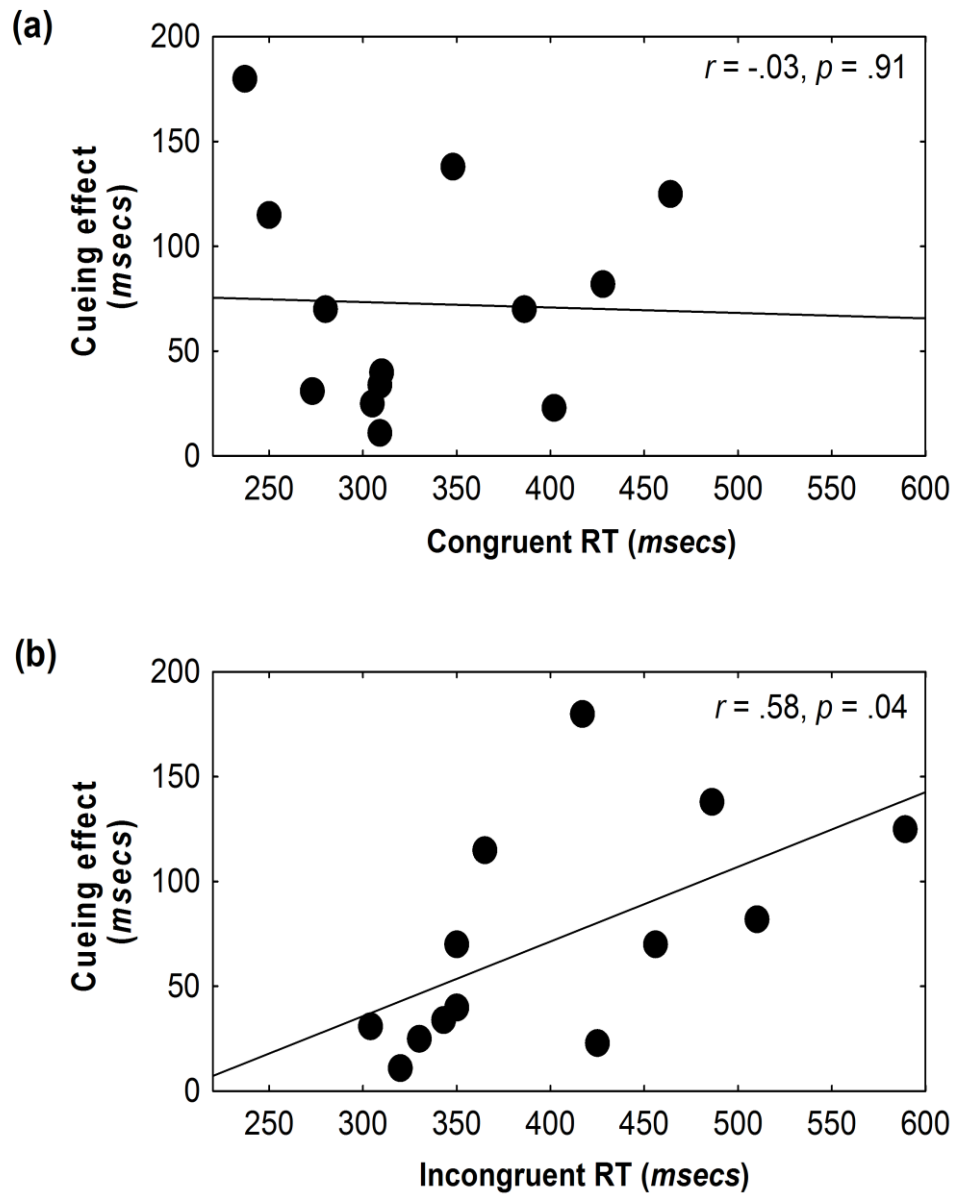 (a)
200
150
100
50
0
Cueing effect
(msecs)
r = -.03, p = .91
250 300 350 400 450 500 550 600
Congruent RT (msecs)
(b)
200
150
100
50
0
Cueing effect
(msecs)
r = .58, p = .04
250 300 350 400 450 500 550 600
Incongruent RT (msecs)